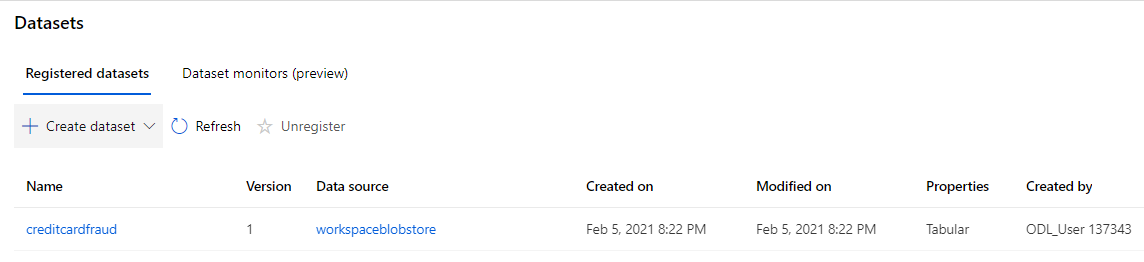 Datasets
Registered datasets Dataset monitors (preview)
Create dataset Refresh Unregister
Name Version Data source Created on Modified on Properties Created by
creditcardfraud 1 workspaceblobstore Feb 5, 2021 8:22 PM Feb 5, 2021 8:22 PM Tabular ODL_User 137343